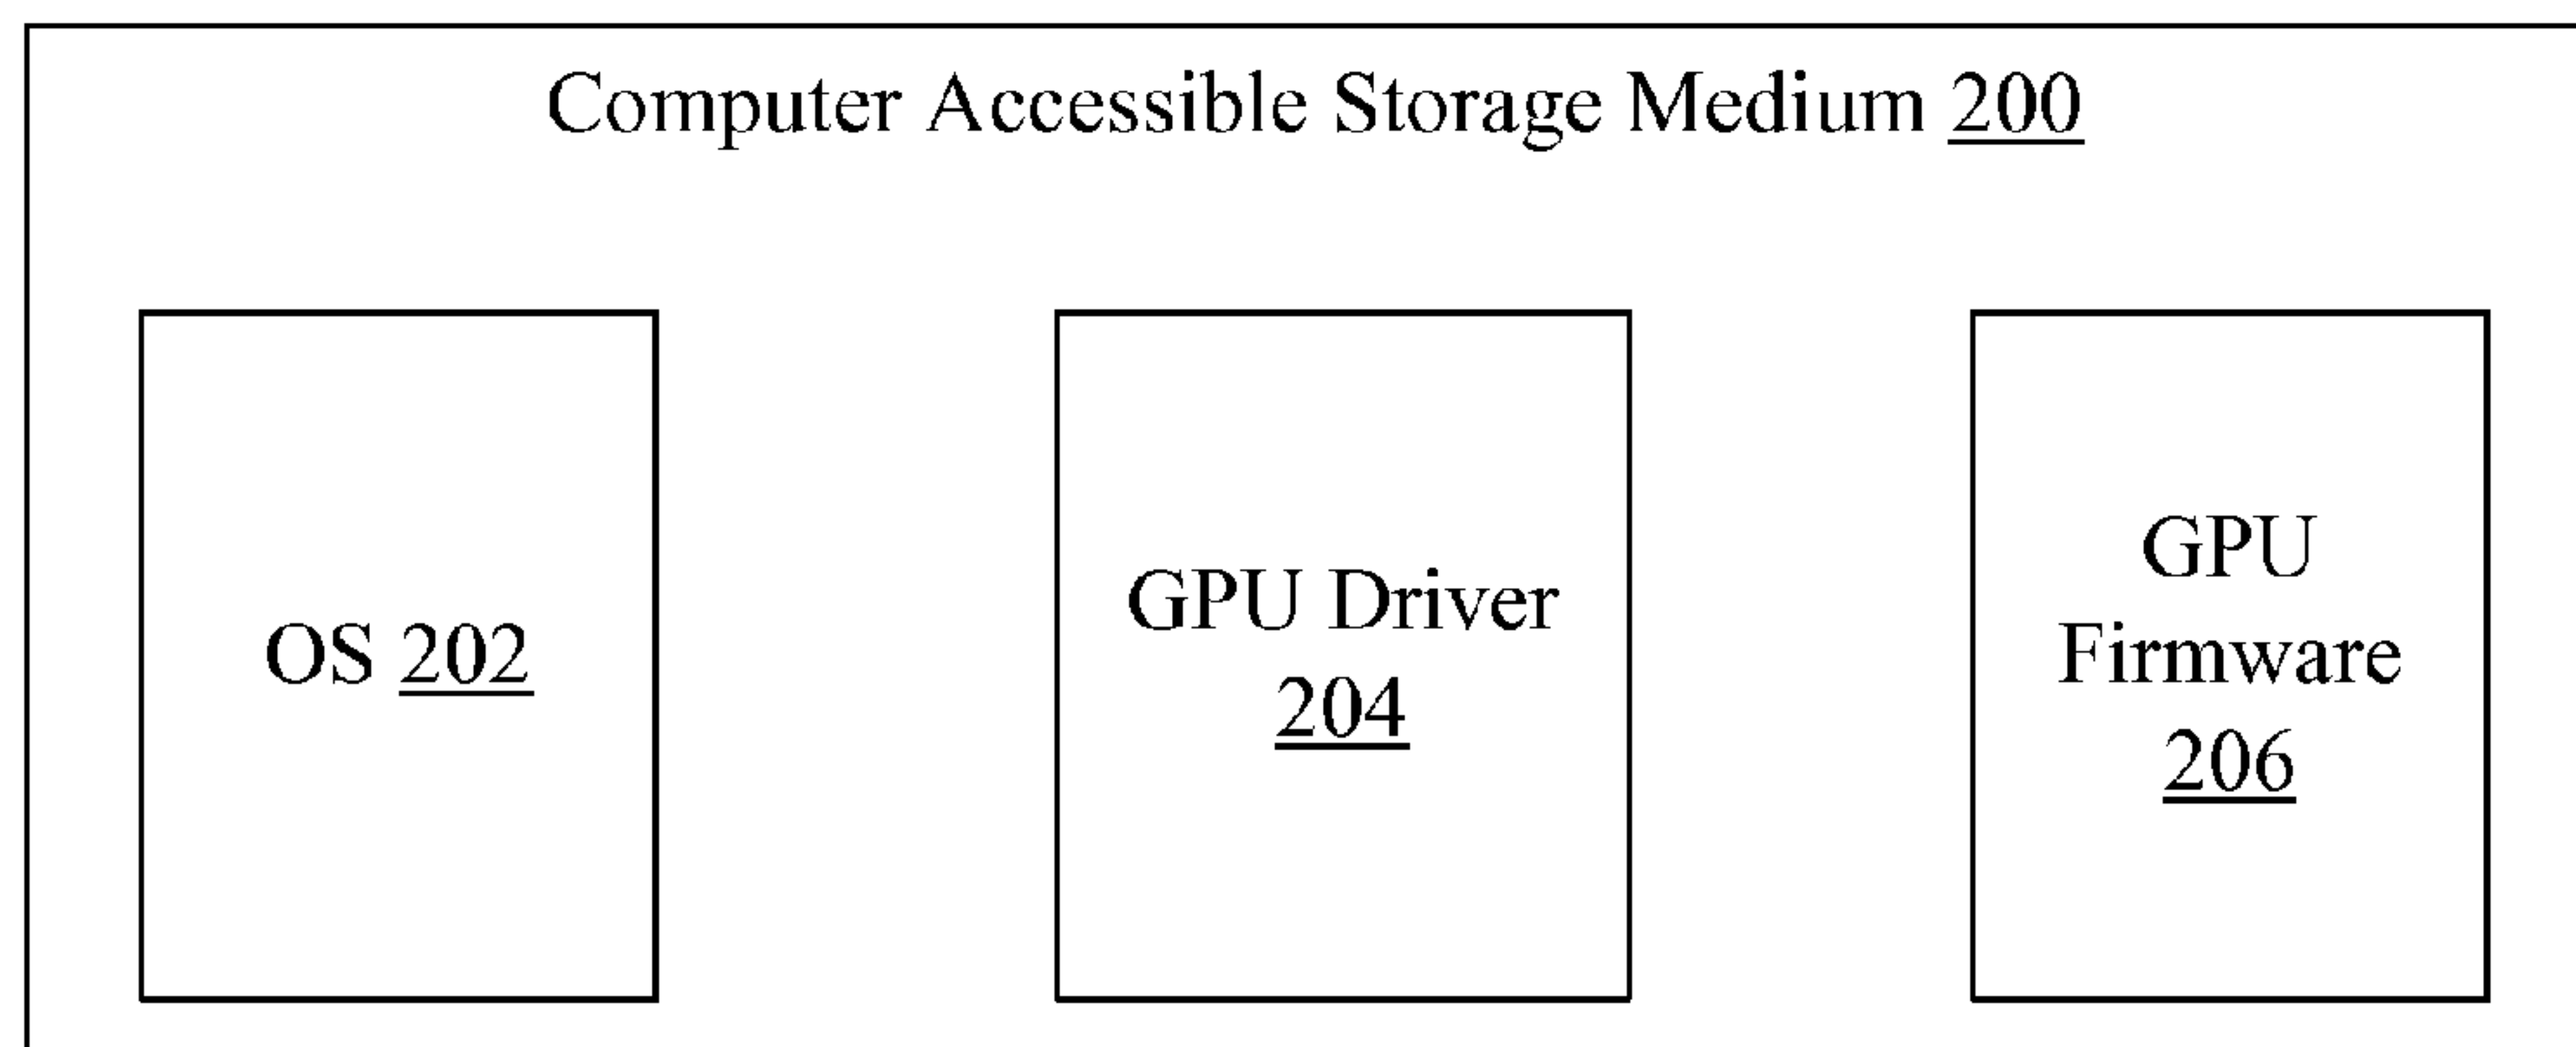 Computer Accessible Storage Medium 200
OS 202
GPU Driver
204
GPU
Firmware
206